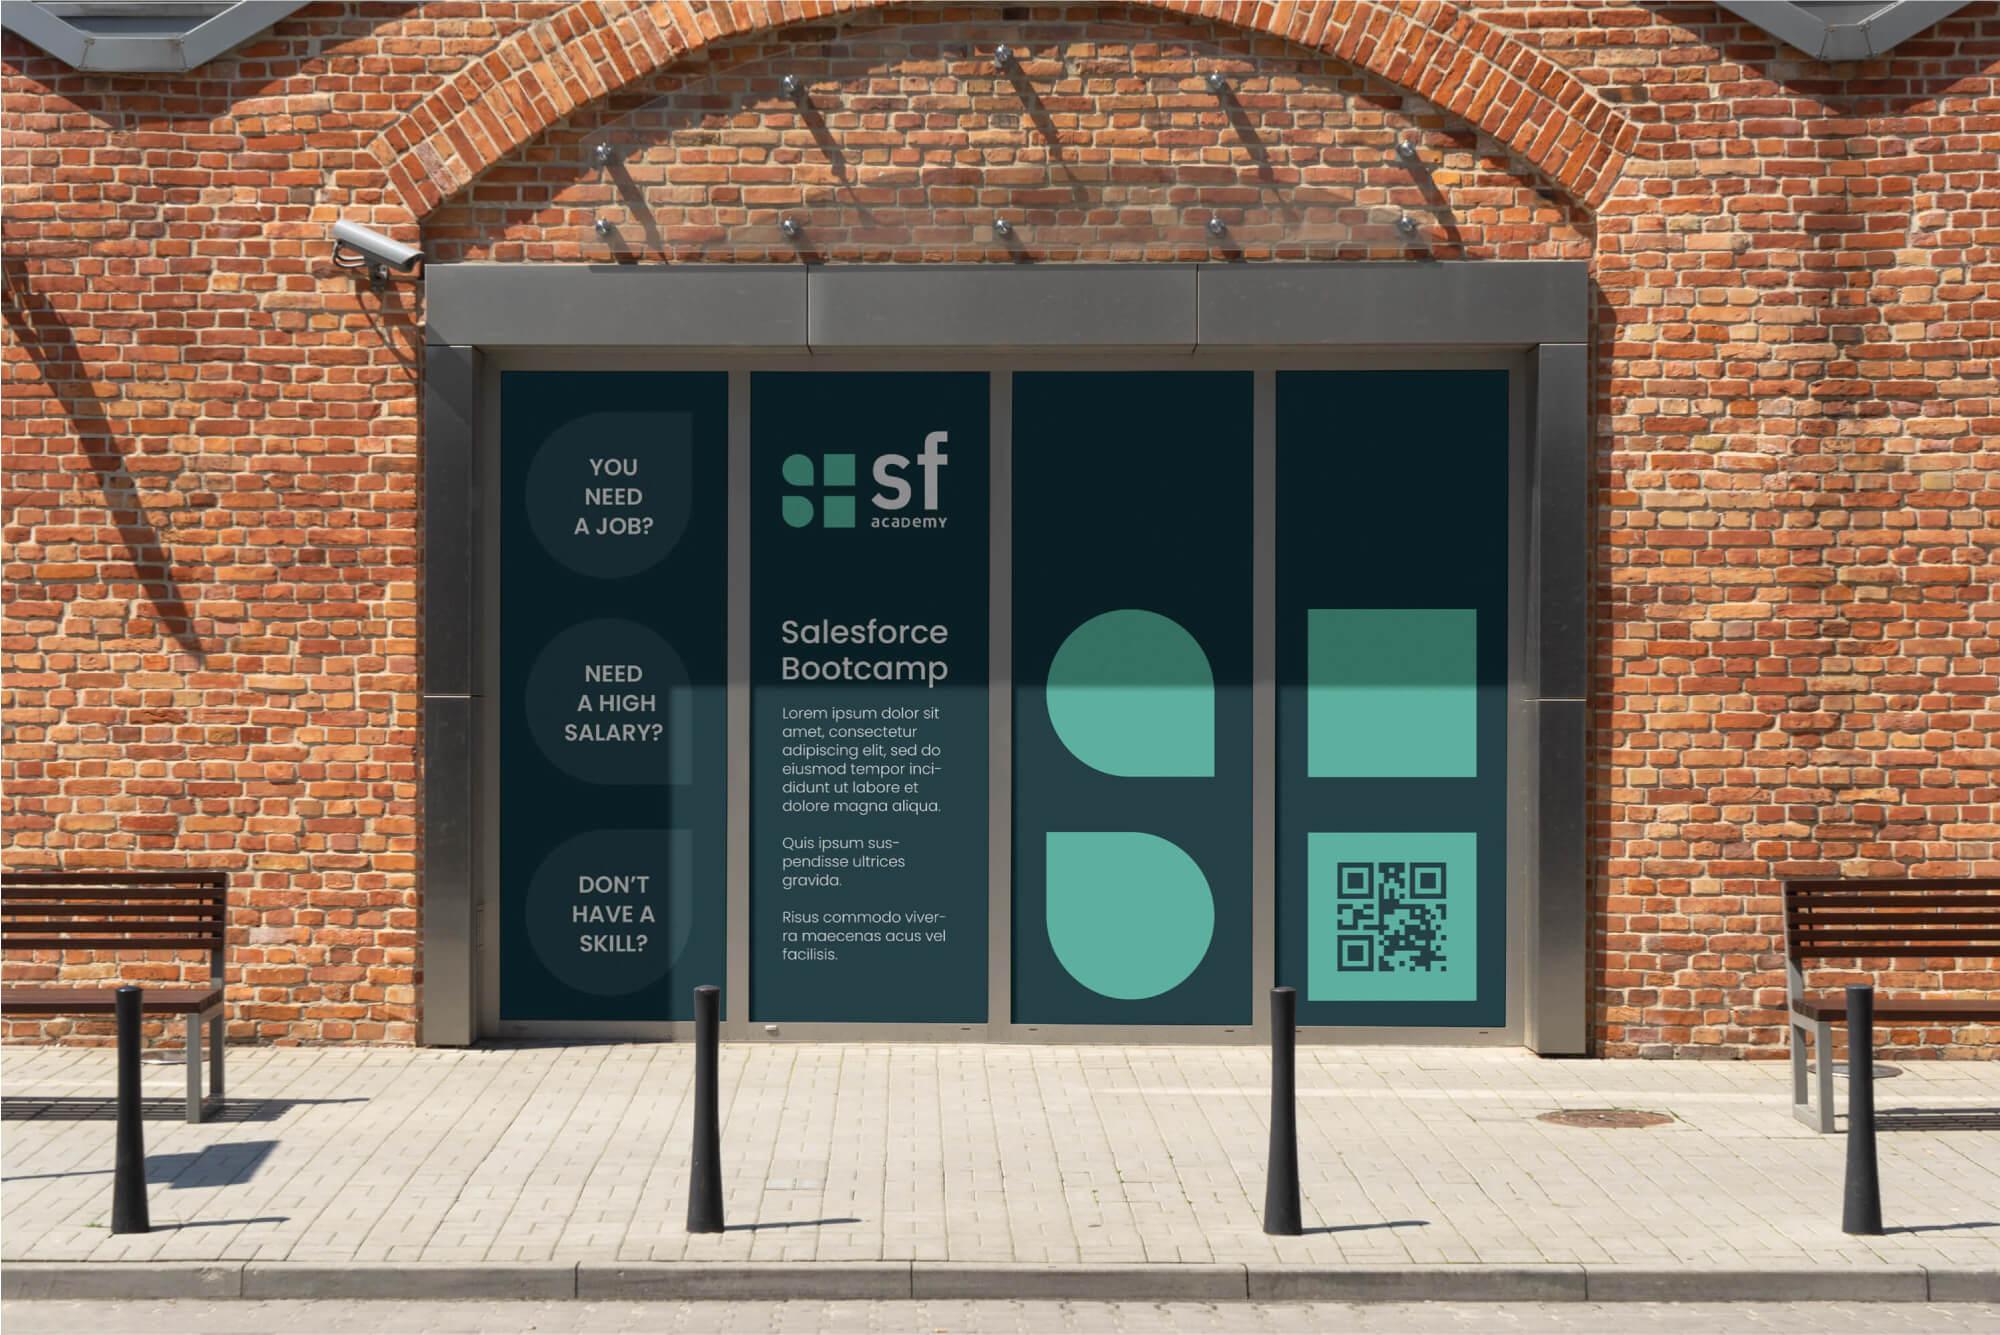 YOU
NEED
A JOB?
NEED
A HIGH
SALARY?
DON'T
HAVE A
SKILL?
sf
academy
Salesforce
Bootcamp
Lorem ipsum dolor sit
amet, consectetur
adipiscing elit, sed do
eiusmod tempor inci-
didunt ut labore et
dolore magna aliqua.
Quis ipsum sus-
pendisse ultrices
gravida.
Risus commodo viver-
ra maecenas acus vel
facilisis.